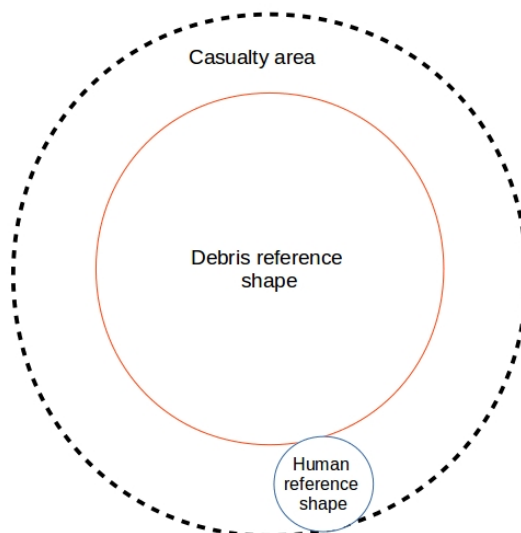 Casualty area
Debris reference
shape
Human
reference
shape